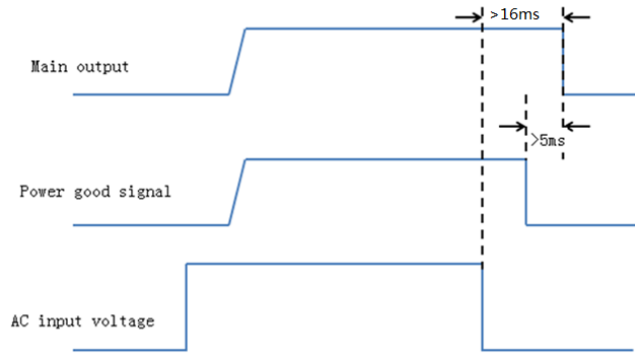 >16ms
Main output
>5ms
Power good signal
AC input voltage